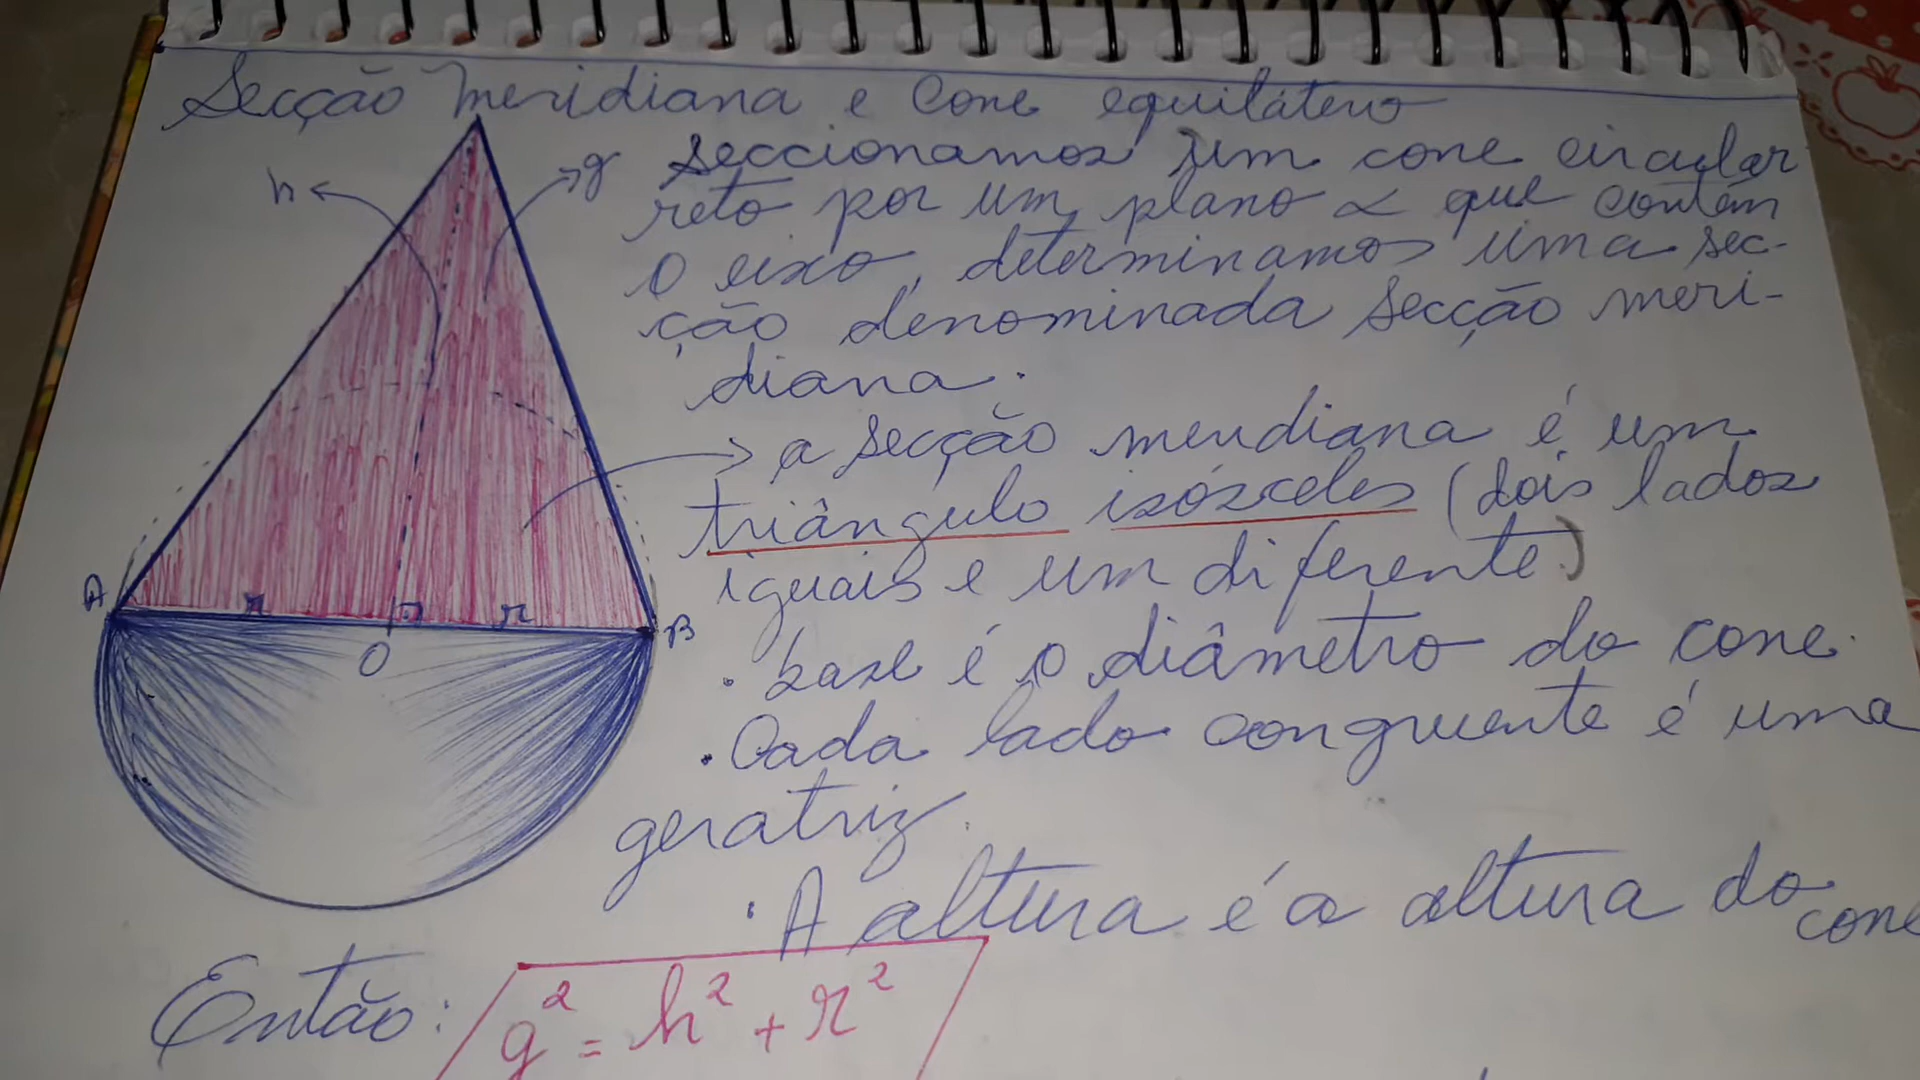 Secção meridiana e Cone equilátero
h
g
Seccionamos um cone circular
reto por um plano α que contém
o eixo, determinamos uma sec-
ção denominada secção meri-
diana.
a secção meridiana é um
triângulo isósceles (dois lados
iguais e um diferente)
A r r B
O
. base é o diâmetro do cone.
. Cada lado congruente é uma
geratriz.
. A altura é a altura do cone
Então: g² = h² + r²